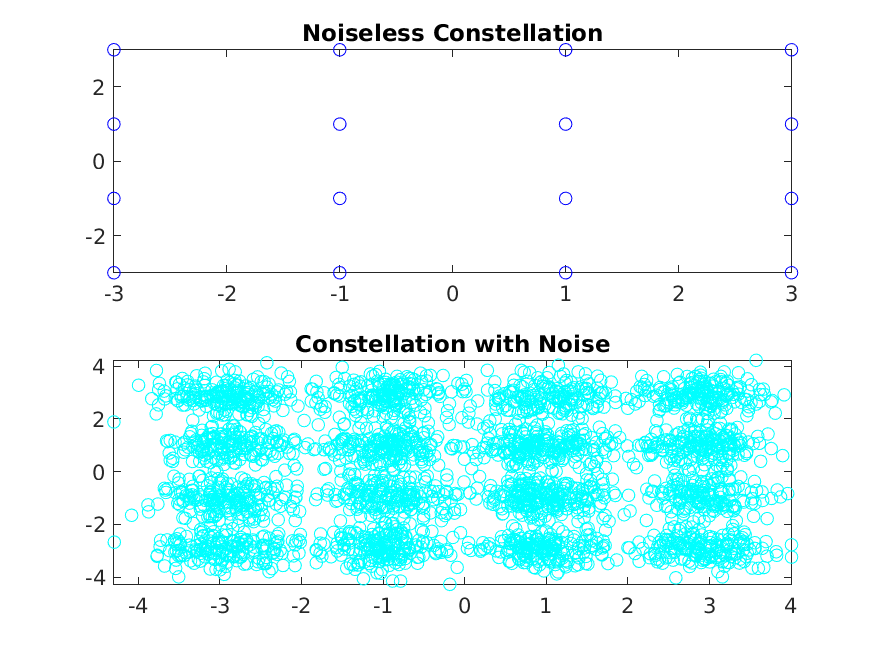 Noiseless Constellation
2
0
-2
-3 -2 -1 0 1 2 3
Constellation with Noise
4
2
0
-2
-4
-4 -3 -2 -1 0 1 2 3 4